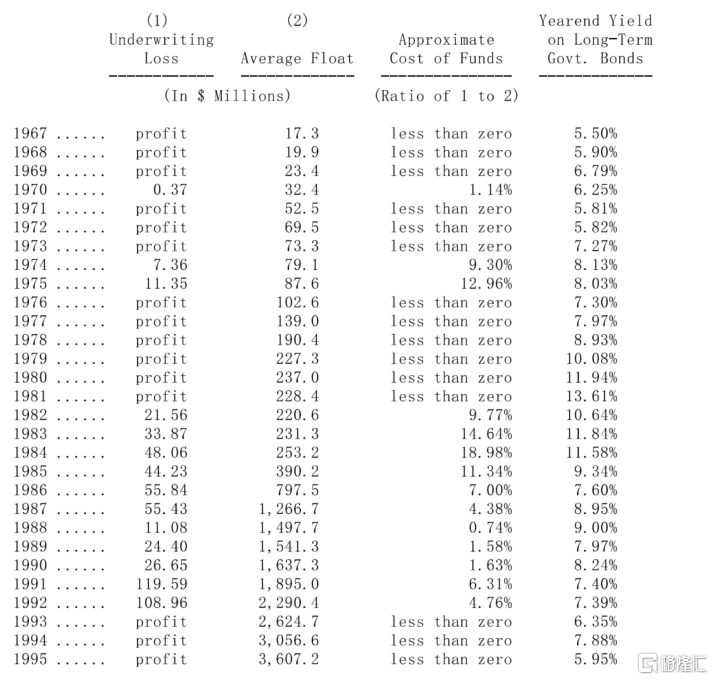 (1) (2) Yearend Yield
Underwriting Approximate on Long-Term
Loss Average Float Cost of Funds Govt. Bonds
(In $ Millions) (Ratio of 1 to 2)
1967 ...... profit 17.3 less than zero 5.50%
1968 ...... profit 19.9 less than zero 5.90%
1969 ...... profit 23.4 less than zero 6.79%
1970 ...... 0.37 32.4 1.14% 6.25%
1971 ...... profit 52.5 less than zero 5.81%
1972 ...... profit 69.5 less than zero 5.82%
1973 ...... profit 73.3 less than zero 7.27%
1974 ...... 7.36 79.1 9.30% 8.13%
1975 ...... 11.35 87.6 12.96% 8.03%
1976 ...... profit 102.6 less than zero 7.30%
1977 ...... profit 139.0 less than zero 7.97%
1978 ...... profit 190.4 less than zero 8.93%
1979 ...... profit 227.3 less than zero 10.08%
1980 ...... profit 237.0 less than zero 11.94%
1981 ...... profit 228.4 less than zero 13.61%
1982 ...... 21.56 220.6 9.77% 10.64%
1983 ...... 33.87 231.3 14.64% 11.84%
1984 ...... 48.06 253.2 18.98% 11.58%
1985 ...... 44.23 390.2 11.34% 9.34%
1986 ...... 55.84 797.5 7.00% 7.60%
1987 ...... 55.43 1,266.7 4.38% 8.95%
1988 ...... 11.08 1,497.7 0.74% 9.00%
1989 ...... 24.40 1,541.3 1.58% 7.97%
1990 ...... 26.65 1,637.3 1.63% 8.24%
1991 ...... 119.59 1,895.0 6.31% 7.40%
1992 ...... 108.96 2,290.4 4.76% 7.39%
1993 ...... profit 2,624.7 less than zero 6.35%
1994 ...... profit 3,056.6 less than zero 7.88%
1995 ...... profit 3,607.2 less than zero 5.95%
格隆汇